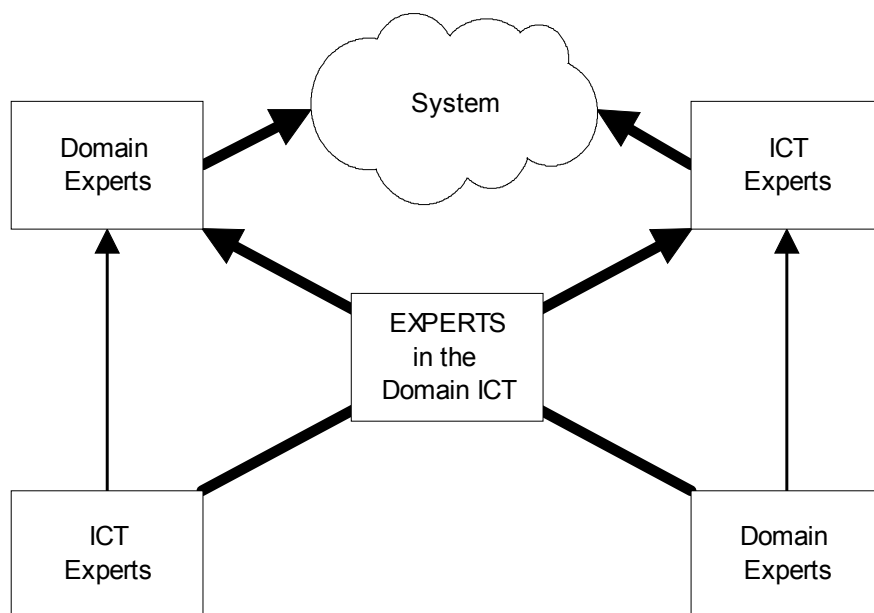 System
Domain
Experts
ICT
Experts
EXPERTS
in the
Domain ICT
ICT
Experts
Domain
Experts